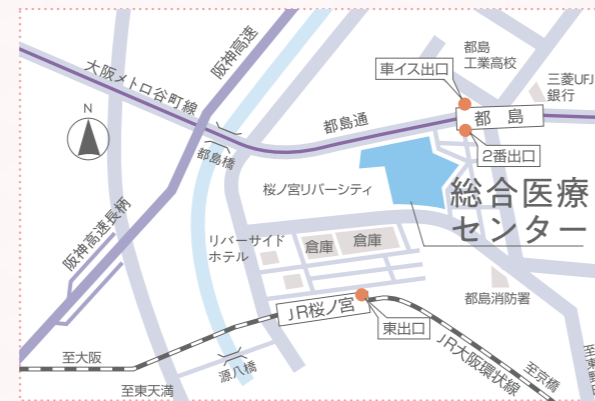 都島
工業高校
車イス出口
三菱UFJ
銀行
阪神高速
大阪メトロ谷町線
N
都島通
都島
2番出口
都島橋
桜ノ宮リバーシティ
総合医療
センター
阪神高速長柄
リバーサイド
ホテル
倉庫
倉庫
都島消防署
JR桜ノ宮
東出口
JR大阪環状線
至大阪
至東天満
源八橋
至京橋